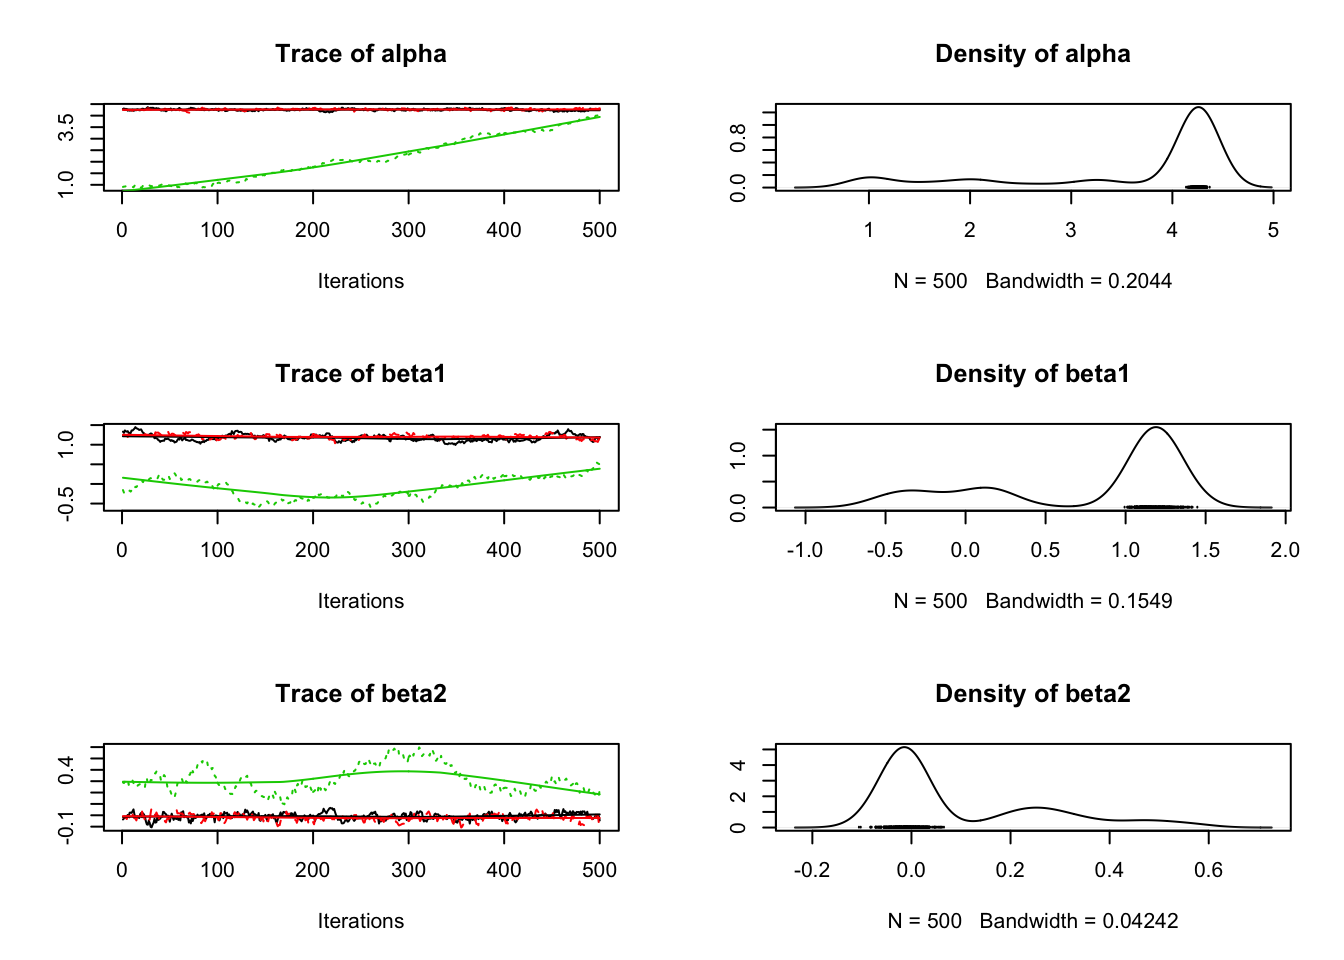 Trace of alpha
3.5
1.0
0 100 200 300 400 500
Iterations
Density of alpha
0.8
0.0
1 2 3 4 5
N = 500 Bandwidth = 0.2044
Trace of beta1
1.0
-0.5
0 100 200 300 400 500
Iterations
Density of beta1
1.0
0.0
-1.0 -0.5 0.0 0.5 1.0 1.5 2.0
N = 500 Bandwidth = 0.1549
Trace of beta2
0.4
-0.1
0 100 200 300 400 500
Iterations
Density of beta2
4
2
0
-0.2 0.0 0.2 0.4 0.6
N = 500 Bandwidth = 0.04242